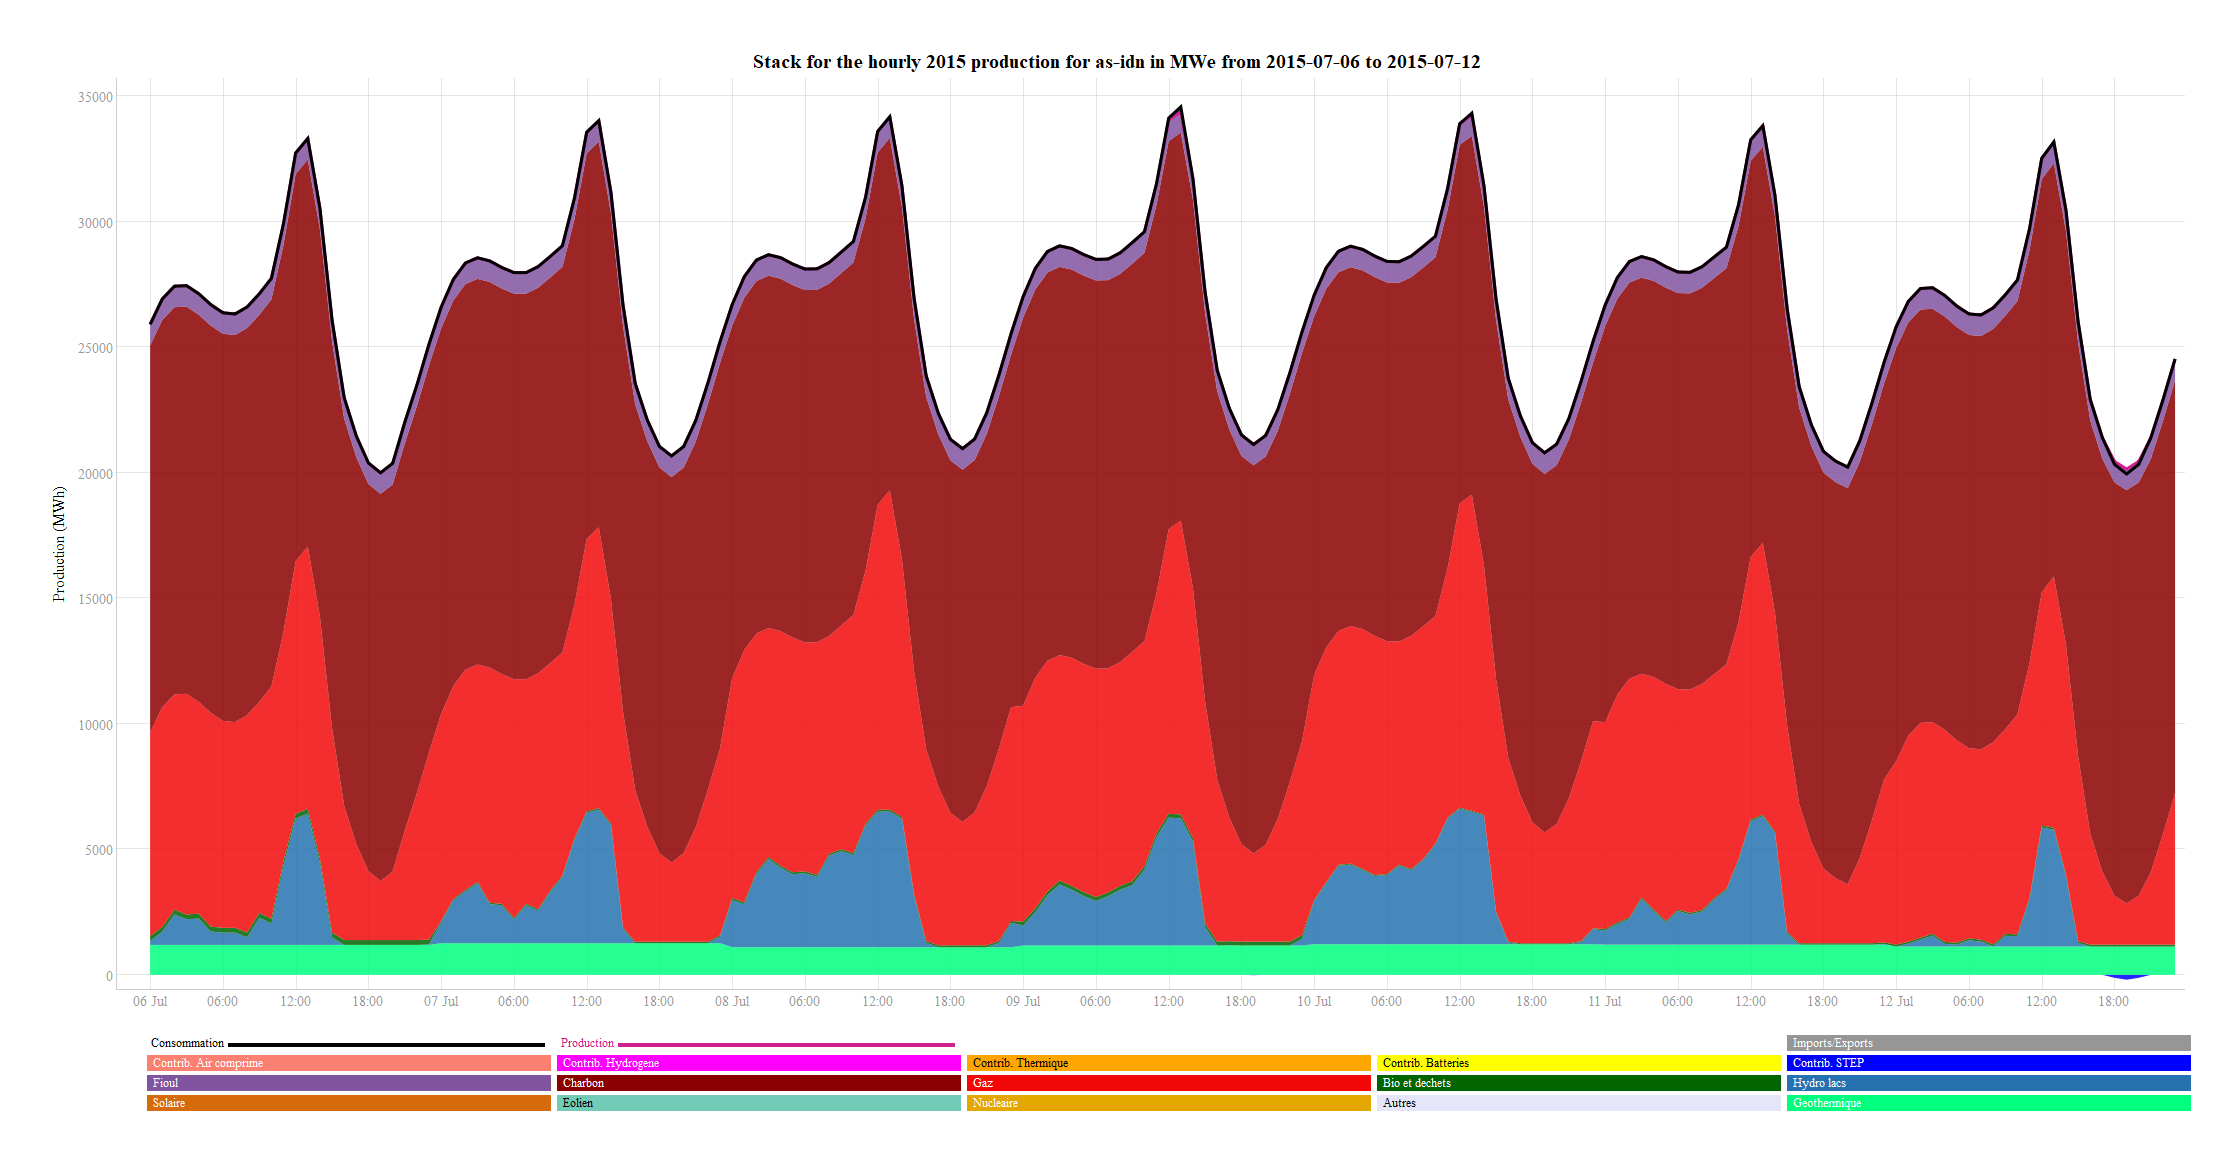 Stack for the hourly 2015 production for as-idn in MWe from 2015-07-06 to 2015-07-12
35000
30000
25000
20000
15000
10000
5000
0
Production (MWh)
06 Jul 06:00 12:00 18:00 07 Jul 06:00 12:00 18:00 08 Jul 06:00 12:00 18:00 09 Jul 06:00 12:00 18:00 10 Jul 06:00 12:00 18:00 11 Jul 06:00 12:00 18:00 12 Jul 06:00 12:00 18:00
Consommation Production Imports/Exports
Contrib. Air comprime Contrib. Hydrogene Contrib. Thermique Contrib. Batteries Contrib. STEP
Fioul Charbon Gaz Bio et dechets Hydro lacs
Solaire Eolien Nucleaire Autres Geothermique